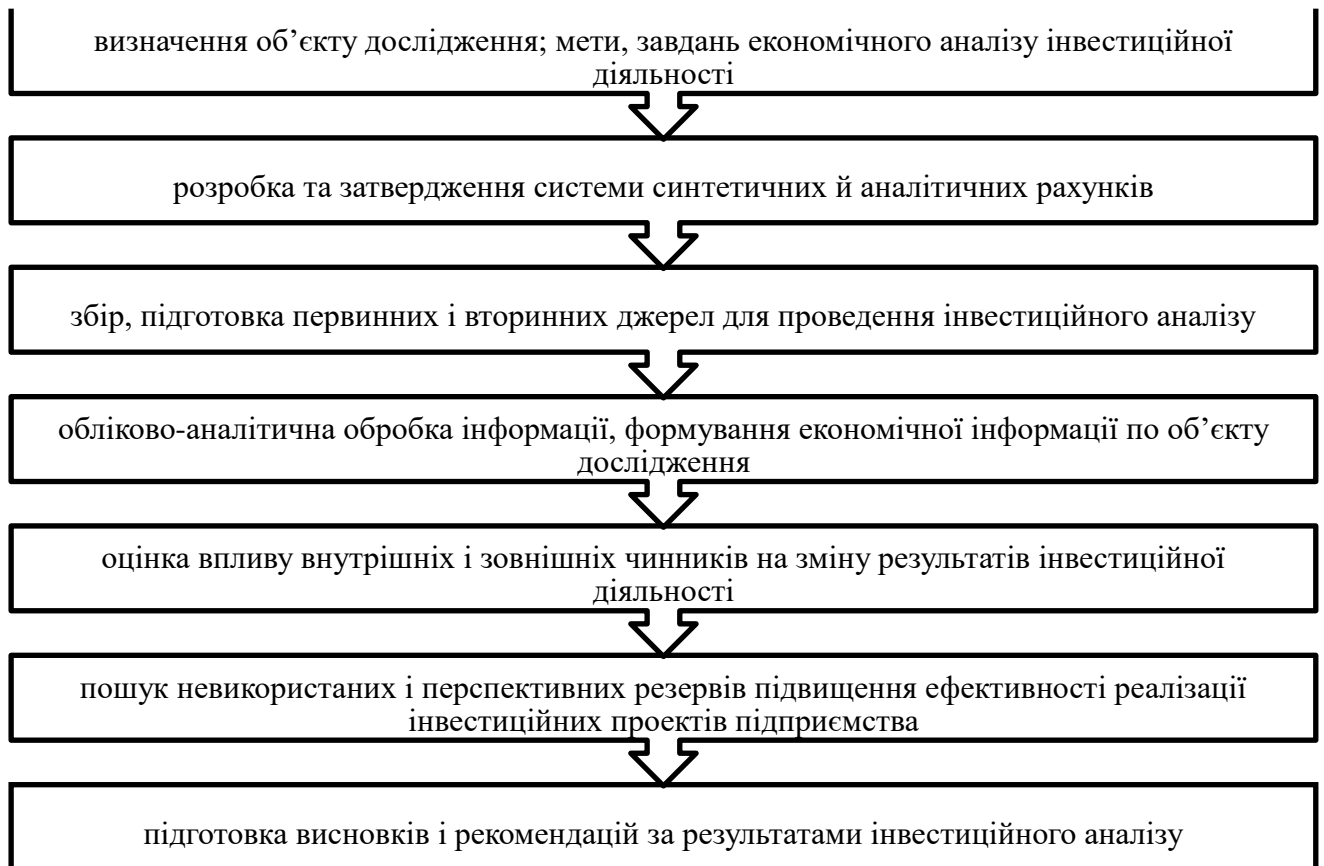 визначення об’єкту дослідження; мети, завдань економічного аналізу інвестиційної
діяльності
розробка та затвердження системи синтетичних й аналітичних рахунків
збір, підготовка первинних і вторинних джерел для проведення інвестиційного аналізу
обліково-аналітична обробка інформації, формування економічної інформації по об’єкту
дослідження
оцінка впливу внутрішніх і зовнішніх чинників на зміну результатів інвестиційної
діяльності
пошук невикористаних і перспективних резервів підвищення ефективності реалізації
інвестиційних проектів підприємства
підготовка висновків і рекомендацій за результатами інвестиційного аналізу